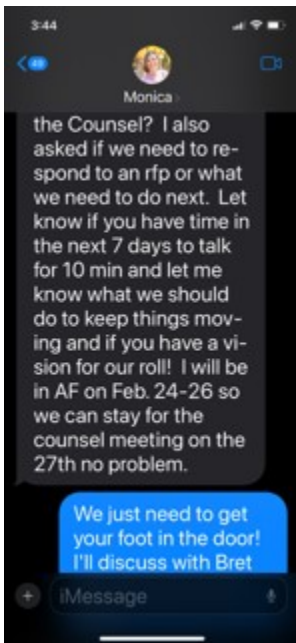 3:44
49
Monica
the Counsel? I also
asked if we need to re-
spond to an rfp or what
we need to do next. Let
know if you have time in
the next 7 days to talk
for 10 min and let me
know what we should
do to keep things mov-
ing and if you have a vi-
sion for our roll! I will be
in AF on Feb. 24-26 so
we can stay for the
counsel meeting on the
27th no problem.
We just need to get
your foot in the door!
I'll discuss with Bret
iMessage